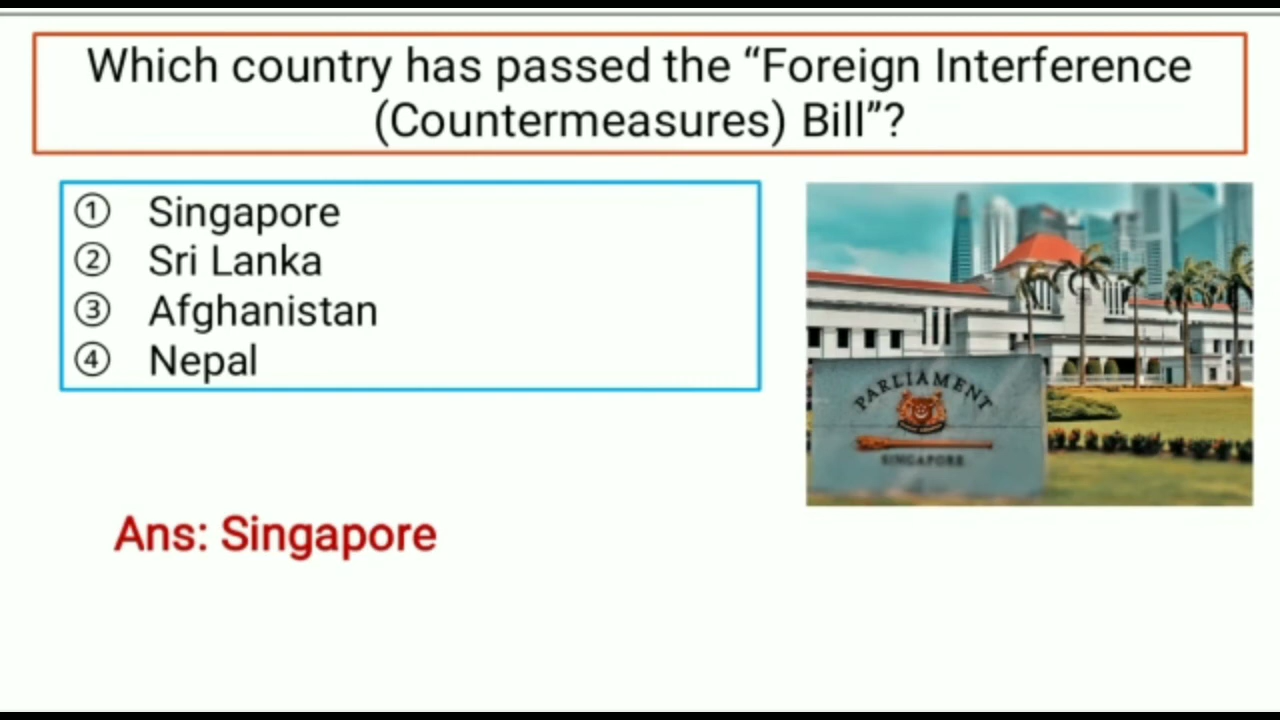 Which country has passed the “Foreign Interference
(Countermeasures) Bill”?
① Singapore
② Sri Lanka
③ Afghanistan
④ Nepal
PARLIAMENT
SINGAPORE
Ans: Singapore